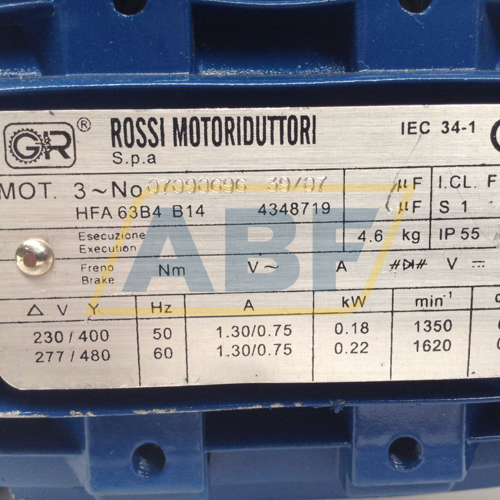 GR ® ROSSI MOTORIDUTTORI IEC 34-1
S.p.a
MOT. 3~No 07090696 39/07 μF I.CL. F
HFA 63B4 B14 4348719 μF S 1
Esecuzione
Execution 4.6 kg IP 55
Freno
Brake Nm V~ A V
Δ V Y Hz A kW min-¹
230/400 50 1.30/0.75 0.18 1350
277/480 60 1.30/0.75 0.22 1620
ABF